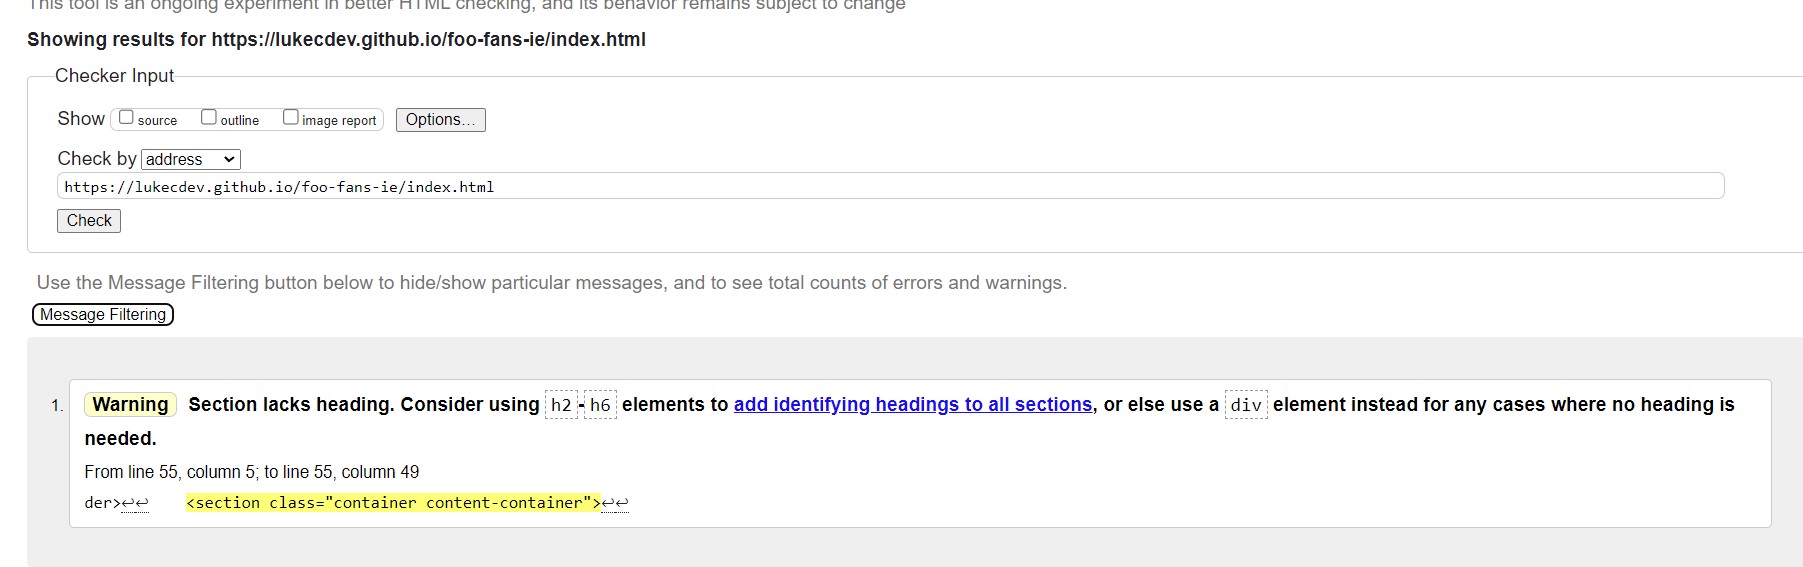 This tool is an ongoing experiment in better HTML checking, and its behavior remains subject to change
Showing results for https://lukecdev.github.io/foo-fans-ie/index.html
Checker Input
Show source outline image report Options...
Check by address
https://lukecdev.github.io/foo-fans-ie/index.html
Check
Use the Message Filtering button below to hide/show particular messages, and to see total counts of errors and warnings.
Message Filtering
1. Warning Section lacks heading. Consider using h2-h6 elements to add identifying headings to all sections, or else use a div element instead for any cases where no heading is
needed.
From line 55, column 5; to line 55, column 49
der>↩↩ <section class="container content-container">↩↩